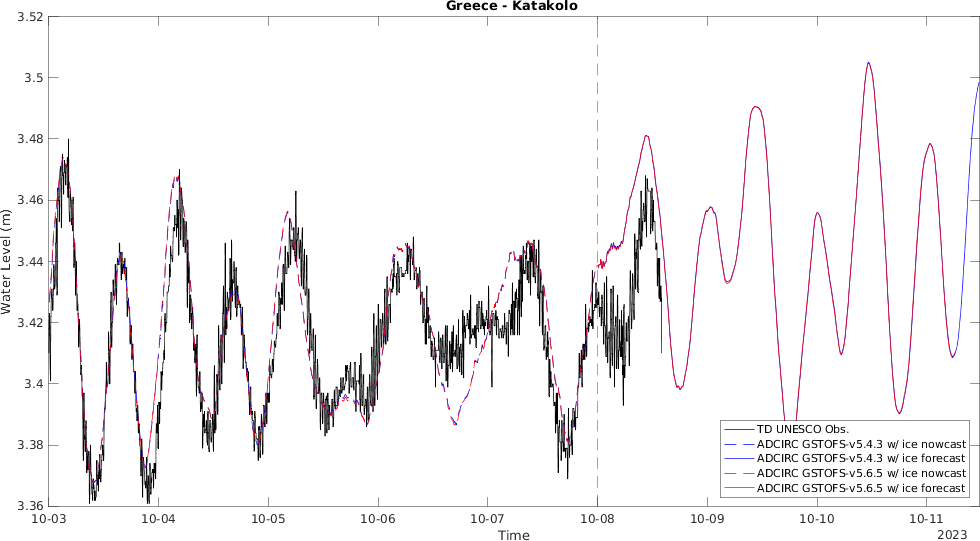 Greece - Katakolo
3.52
3.5
3.48
3.46
3.44
3.42
3.4
3.38
3.36
Water Level (m)
TD UNESCO Obs.
ADCIRC GSTOFS-v5.4.3 w/ ice nowcast
ADCIRC GSTOFS-v5.4.3 w/ ice forecast
ADCIRC GSTOFS-v5.6.5 w/ ice nowcast
ADCIRC GSTOFS-v5.6.5 w/ ice forecast
10-03 10-04 10-05 10-06 10-07 10-08 10-09 10-10 10-11
Time
2023